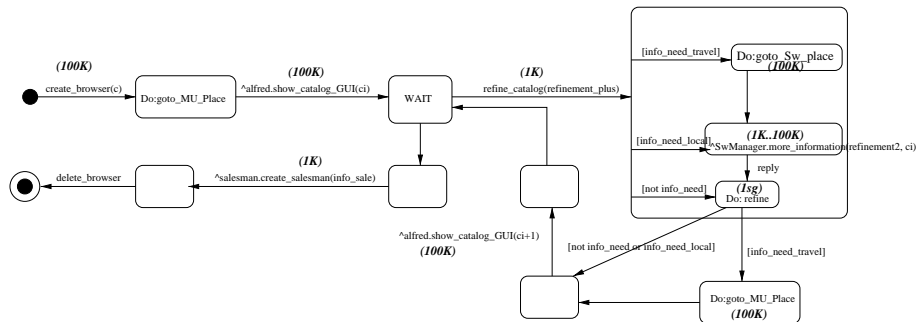 (100K)
create_browser(c)
Do:goto_MU_Place
(100K)
^alfred.show_catalog_GUI(ci)
WAIT
(1K)
refine_catalog(refinement_plus)
[info_need_travel]
Do:goto_Sw_place
(100K)
[info_need_local]
(1K..100K)
^SwManager.more_information(refinement2, ci)
reply
[not info_need]
(1sg)
Do: refine
delete_browser
(1K)
^salesman.create_salesman(info_sale)
^alfred.show_catalog_GUI(ci+1)
(100K)
[not info_need or info_need_local]
[info_need_travel]
Do:goto_MU_Place
(100K)